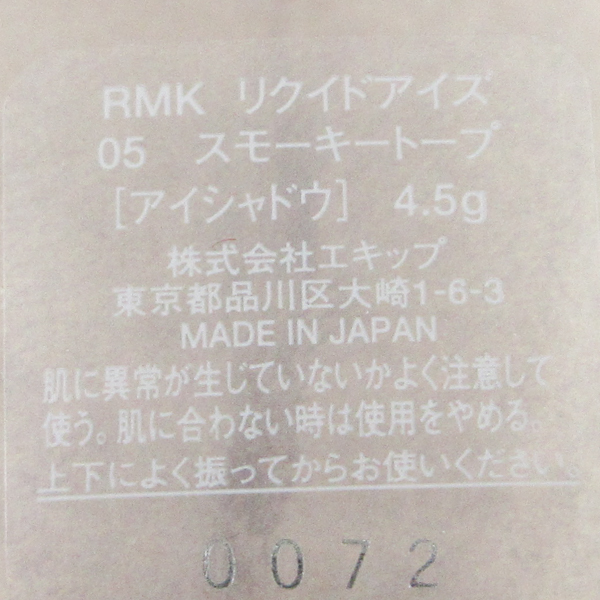 RMK リクイドアイズ
05 スモーキートープ
[アイシャドウ] 4.5g
株式会社エキップ
東京都品川区大崎1-6-3
MADE IN JAPAN
肌に異常が生じていないかよく注意して
使う。肌に合わない時は使用をやめる。
上下によく振ってからお使いください。
0072